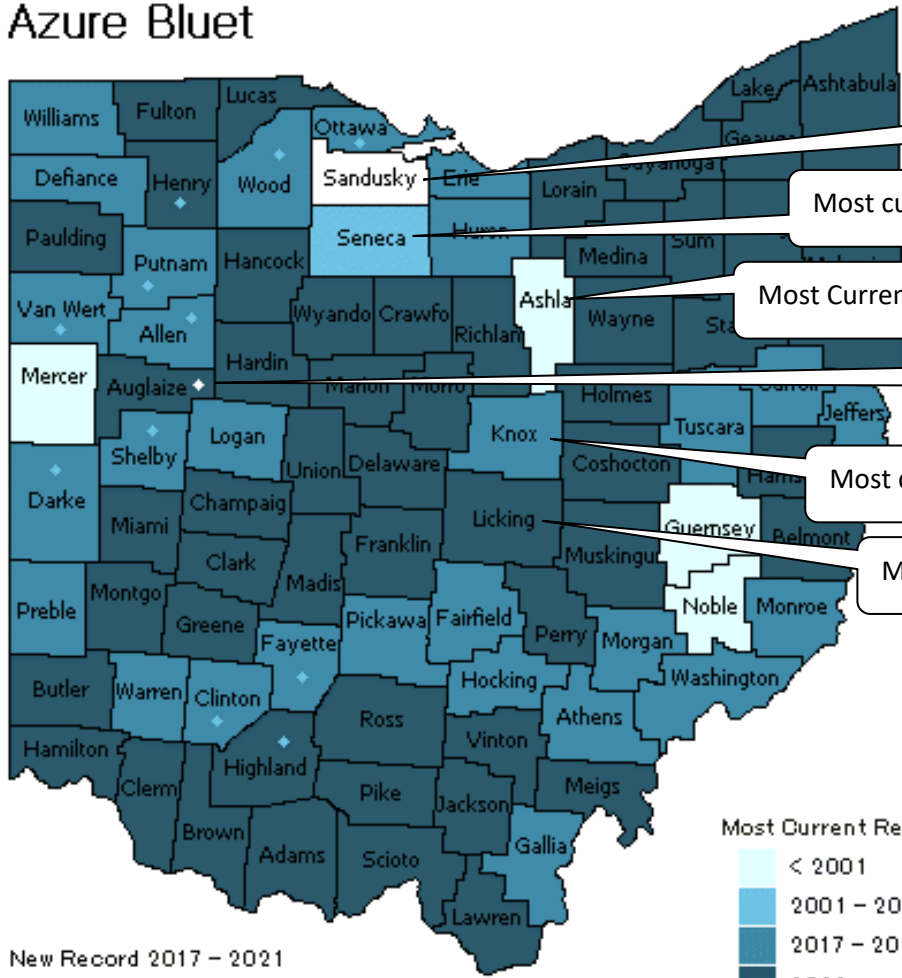 Azure Bluet
Lake Ashtabula
Lucas
Fulton
Williams
Ottawa
Geauga
Cuyahoga
Defiance Henry Wood Sandusky Erie
Lorain
Most cu
Paulding
Seneca Huron
Sum
Putnam Hancock
Medina
Most Curren
Van Wert
Allen
Wyando Crawfo
Richlan
Ashla
Wayne
Sta
Mercer
Auglaize
Hardin
Marion Morro
Holmes
Carroll
Jeffers
Shelby
Logan
Union
Delaware
Knox
Coshocton
Tuscara
Harris
Most c
Darke
Miami
Champaig
Clark
Franklin
Licking
Muskingu
Guernsey
Belmont
M
Preble
Montgo
Greene
Madis
Pickawa
Fairfield
Perry
Morgan
Noble
Monroe
Fayette
Butler
Warren
Clinton
Ross
Hocking
Athens
Washington
Hamilton
Clerm
Highland
Vinton
Meigs
Brown
Pike
Jackson
Adams
Scioto
Gallia
Lawren
Most Current Re
< 2001
2001 - 20
2017 - 20
New Record 2017 - 2021